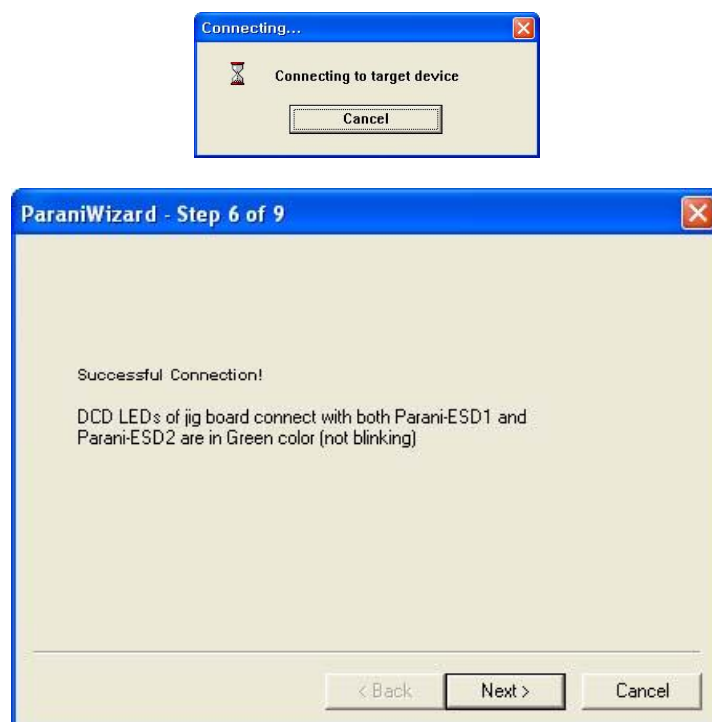 Connecting...
Connecting to target device
Cancel
ParaniWizard - Step 6 of 9
Successful Connection!
DCD LEDs of jig board connect with both Parani-ESD1 and
Parani-ESD2 are in Green color (not blinking)
< Back Next > Cancel